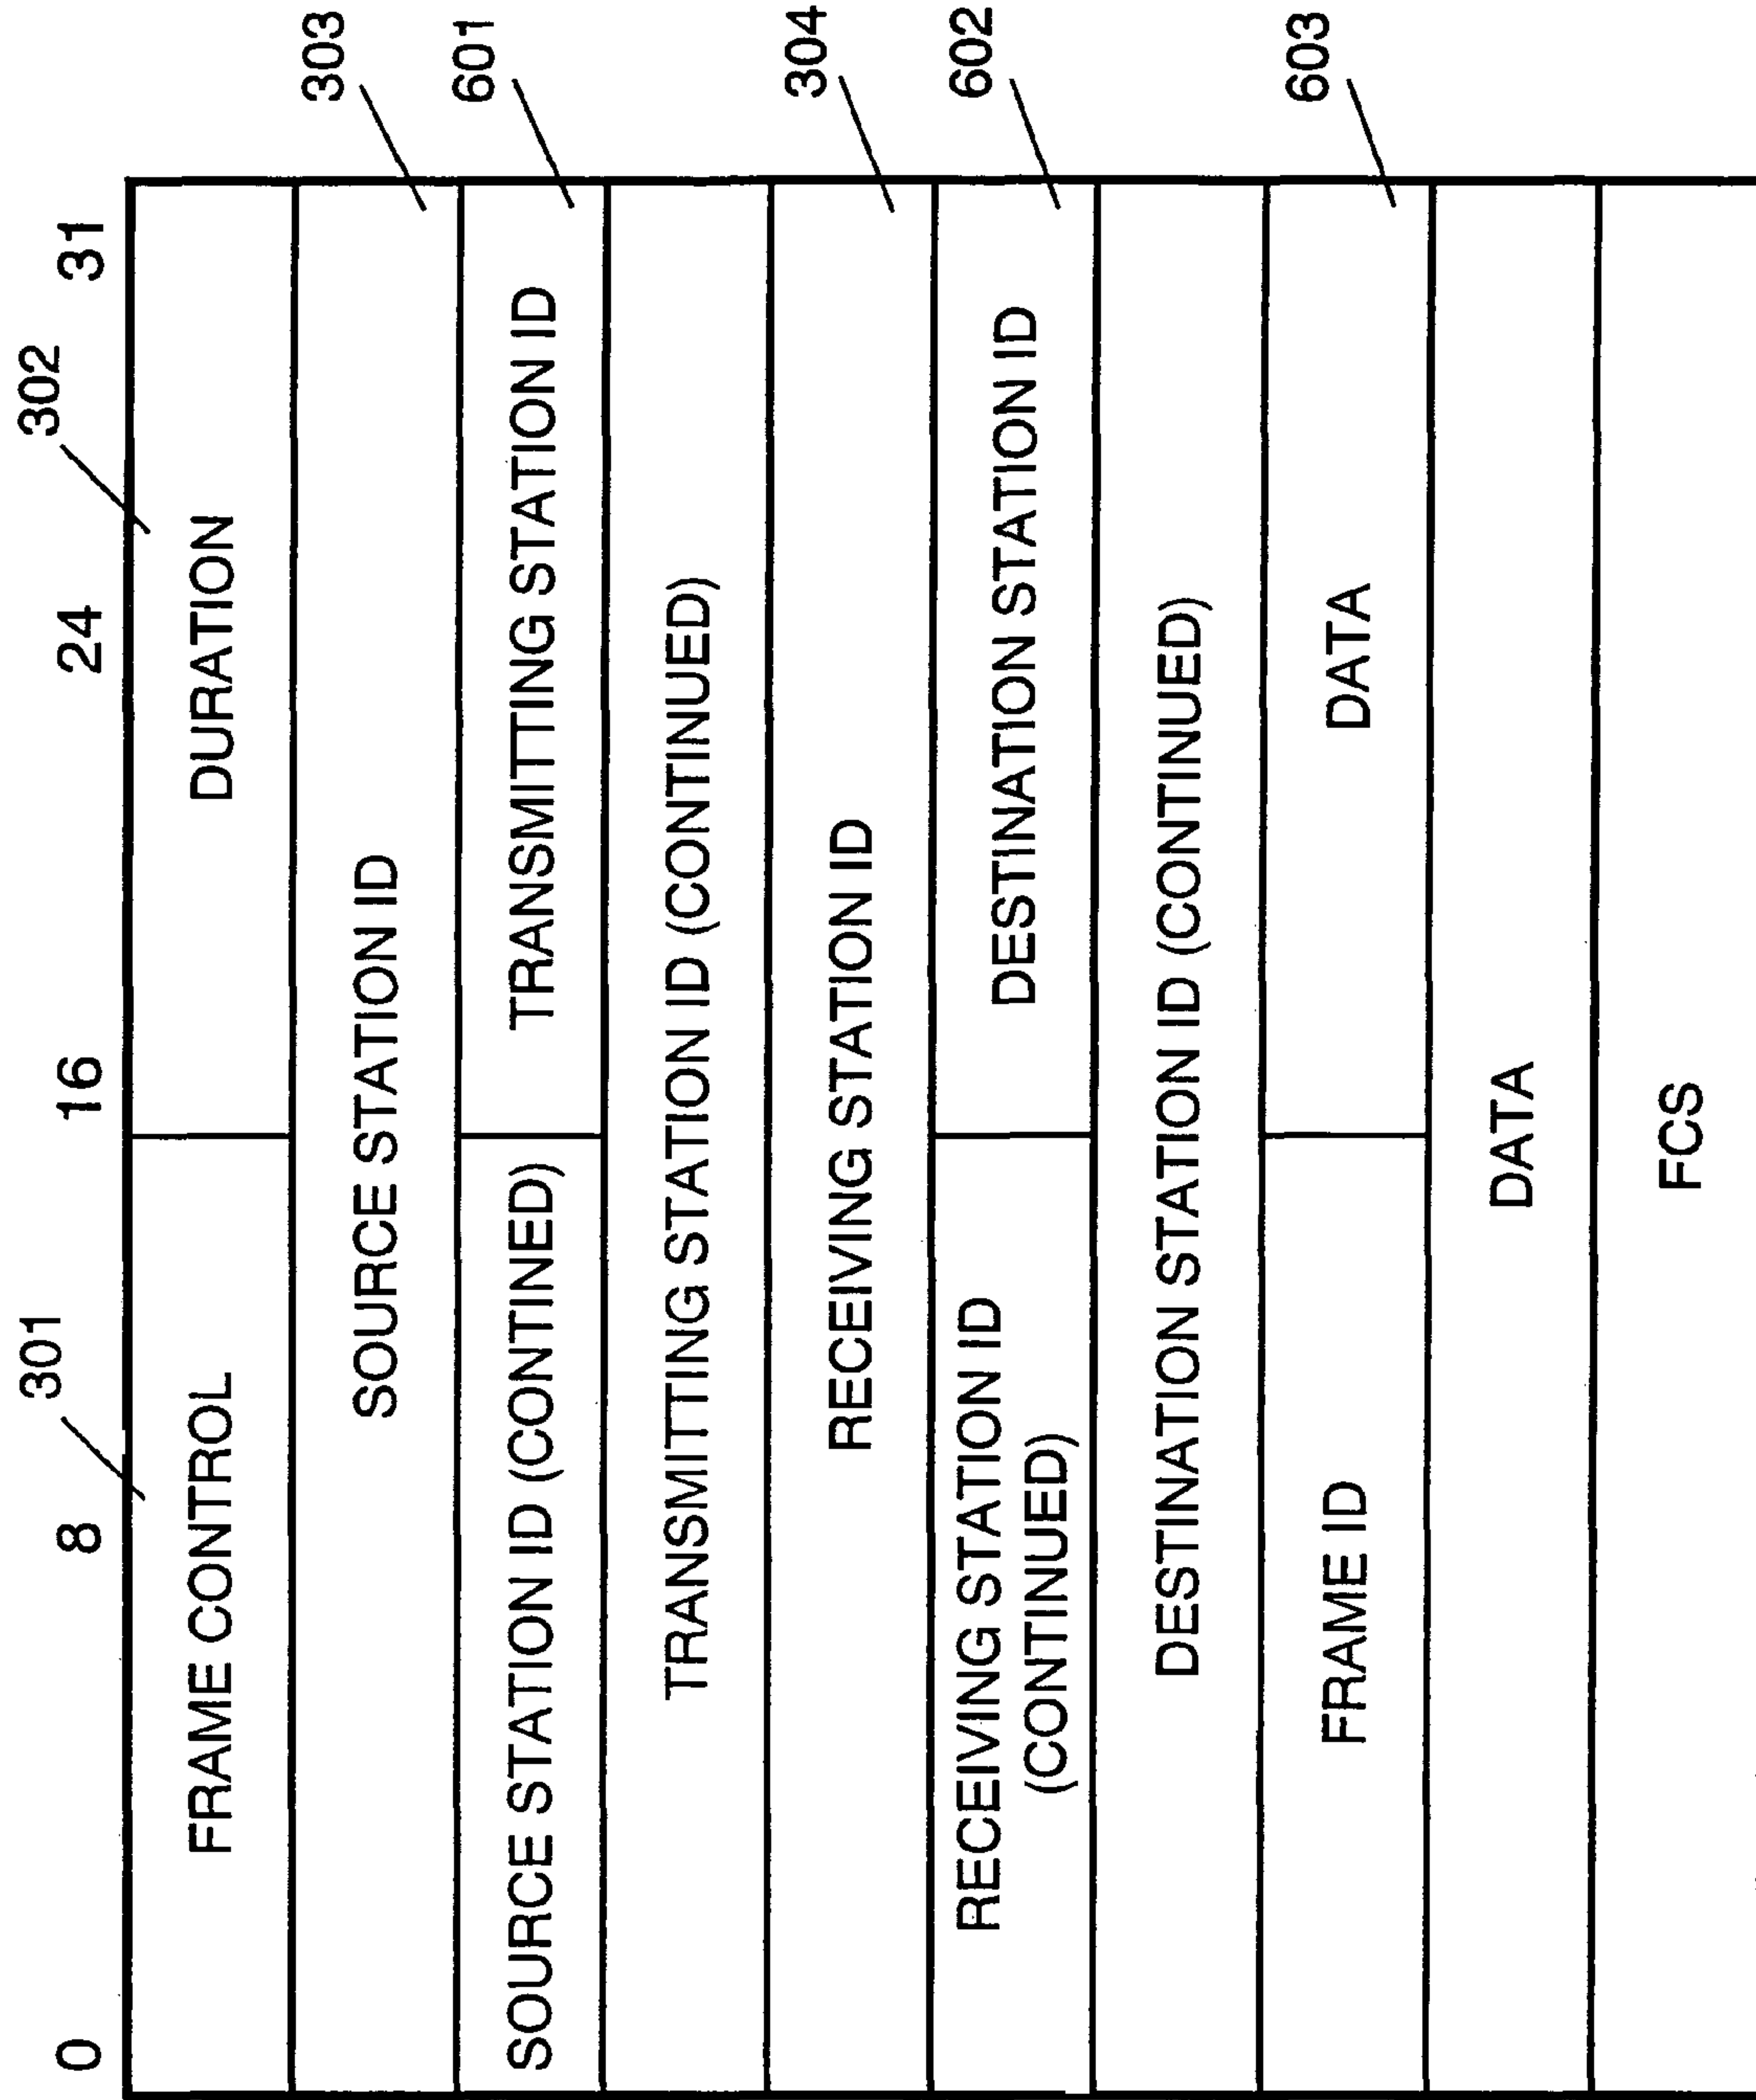 301
302
0 8 16 24 31
FRAME CONTROL DURATION
303
SOURCE STATION ID
601
SOURCE STATION ID (CONTINED) TRANSMITTING STATION ID
TRANSMITTING STATION ID (CONTINUED)
304
RECEIVING STATION ID
602
RECEIVING STATION ID
(CONTINUED)
DESTINATION STATION ID
DESTINATION STATION ID (CONTINUED)
603
FRAME ID DATA
DATA
FCS